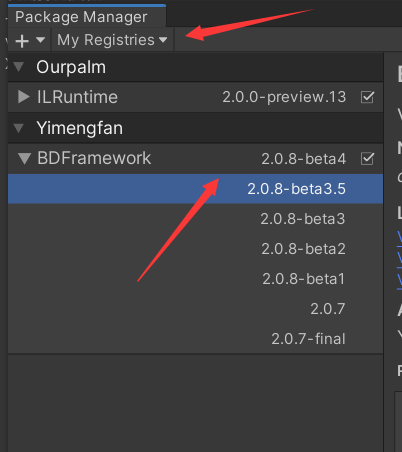 Package Manager
+ My Registries
Ourpalm
ILRuntime 2.0.0-preview.13
Yimengfan
BDFramework 2.0.8-beta4
2.0.8-beta3.5
2.0.8-beta3
2.0.8-beta2
2.0.8-beta1
2.0.7
2.0.7-final